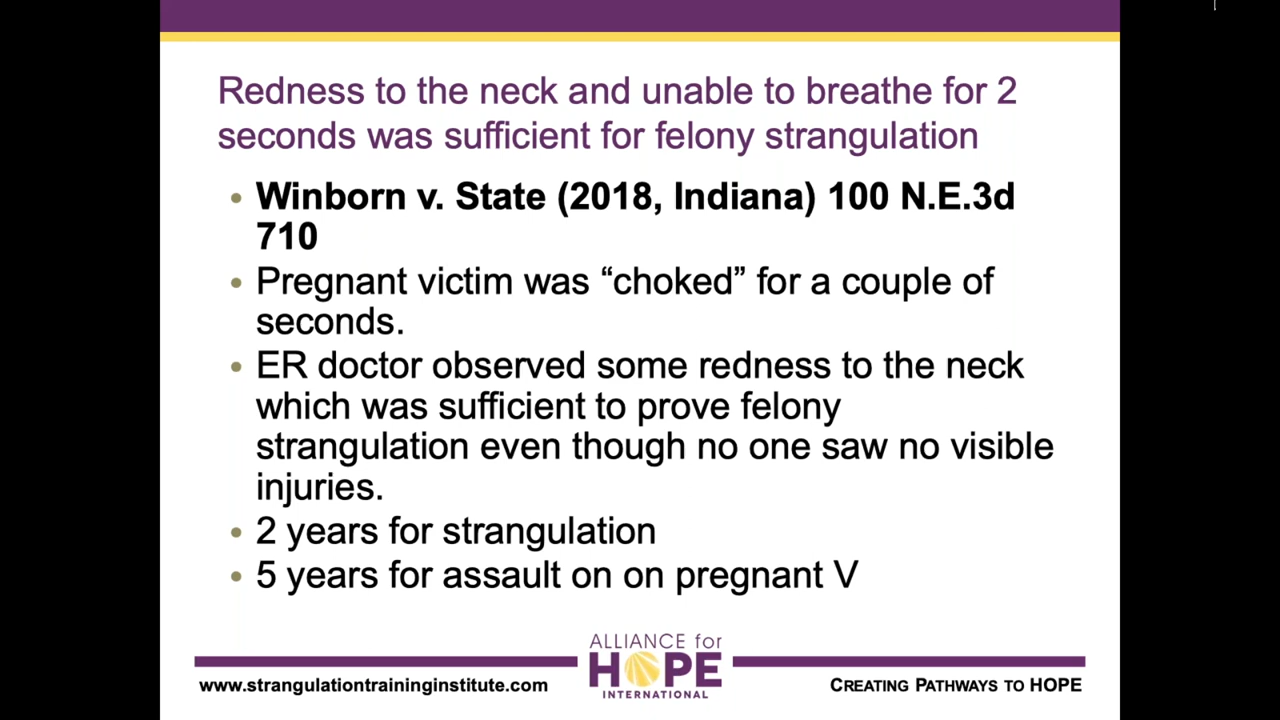 Redness to the neck and unable to breathe for 2
seconds was sufficient for felony strangulation
• Winborn v. State (2018, Indiana) 100 N.E.3d
710
• Pregnant victim was “choked” for a couple of
seconds.
• ER doctor observed some redness to the neck
which was sufficient to prove felony
strangulation even though no one saw no visible
injuries.
• 2 years for strangulation
• 5 years for assault on on pregnant V
ALLIANCE for
HOPE
INTERNATIONAL
www.strangulationtraininginstitute.com
CREATING PATHWAYS TO HOPE